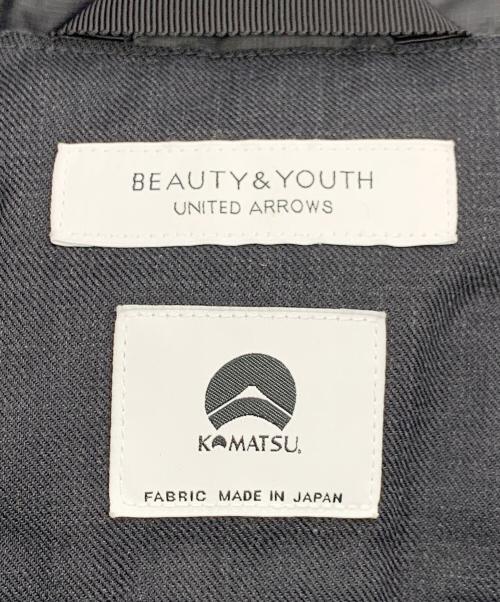 BEAUTY&YOUTH
UNITED ARROWS
KOMATSU.
FABRIC MADE IN JAPAN